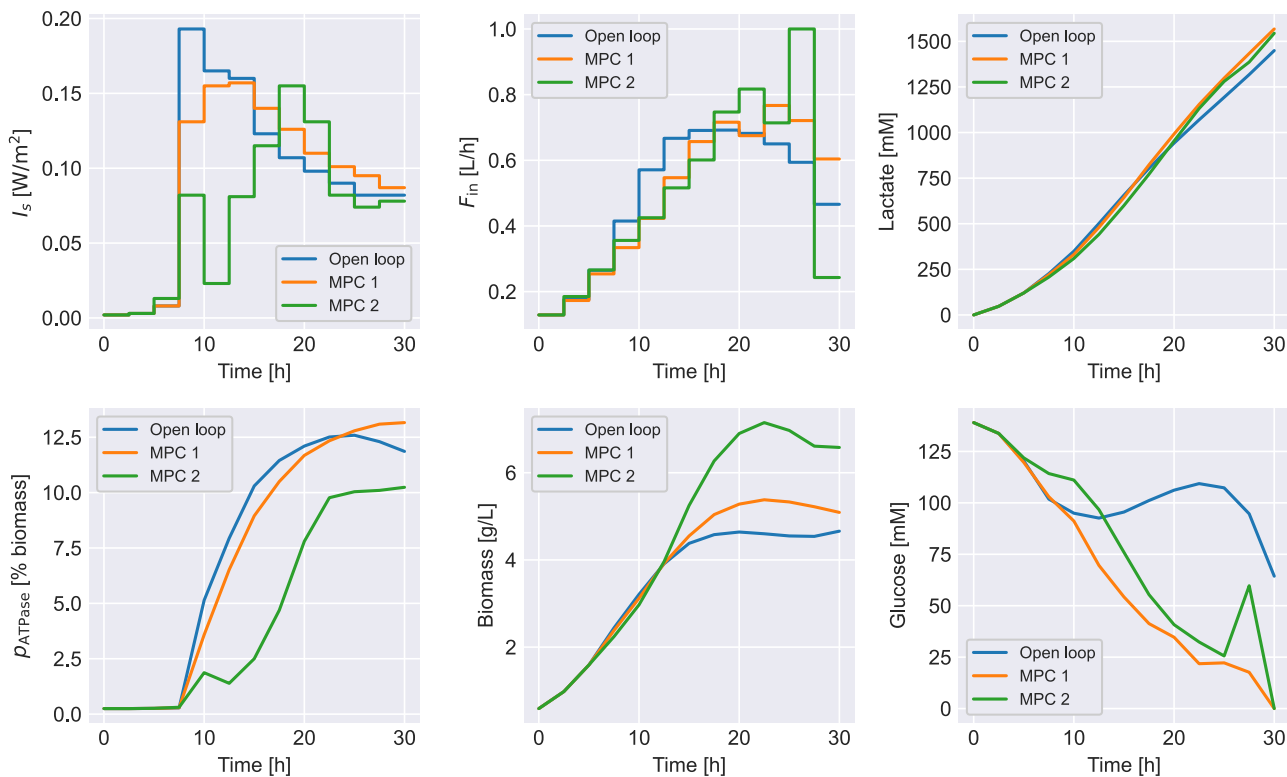 0.20
0.15
0.10
0.05
0.00
I_s [W/m²]
Open loop
MPC 1
MPC 2
0 10 20 30
Time [h]
1.0
0.8
0.6
0.4
0.2
F_in [L/h]
Open loop
MPC 1
MPC 2
0 10 20 30
Time [h]
1500
1250
1000
750
500
250
0
Lactate [mM]
Open loop
MPC 1
MPC 2
0 10 20 30
Time [h]
12.5
10.0
7.5
5.0
2.5
0.0
p_ATPase [% biomass]
Open loop
MPC 1
MPC 2
0 10 20 30
Time [h]
6
4
2
Biomass [g/L]
Open loop
MPC 1
MPC 2
0 10 20 30
Time [h]
125
100
75
50
25
0
Glucose [mM]
Open loop
MPC 1
MPC 2
0 10 20 30
Time [h]